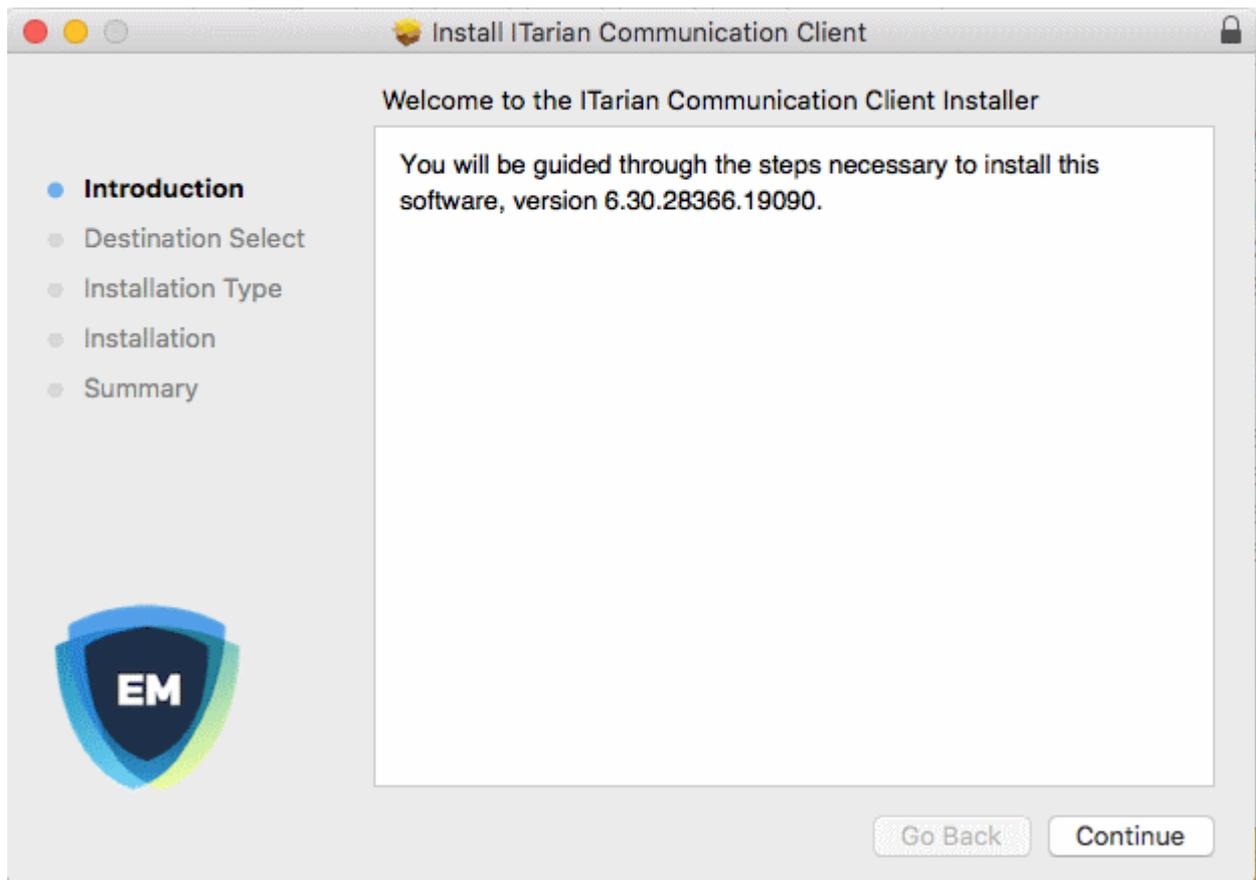 Install ITarian Communication Client
Welcome to the ITarian Communication Client Installer
You will be guided through the steps necessary to install this
software, version 6.30.28366.19090.
Introduction
Destination Select
Installation Type
Installation
Summary
EM
Go Back
Continue